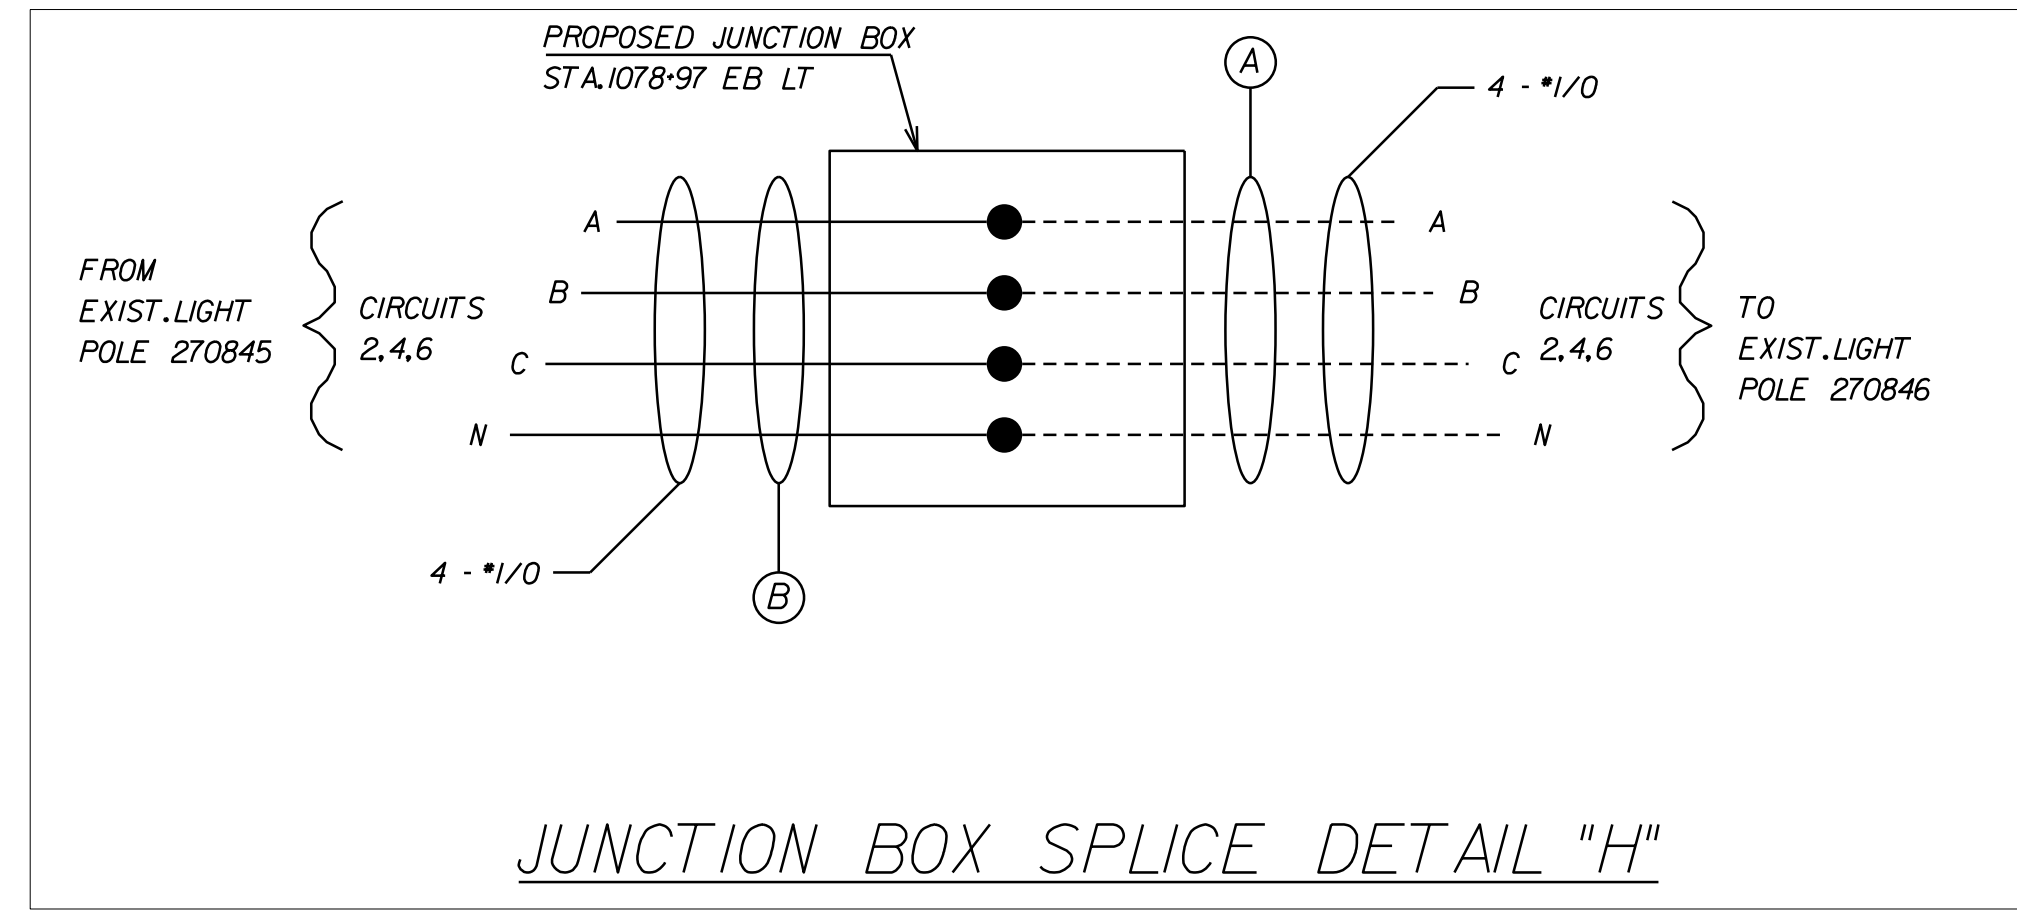 PROPOSED JUNCTION BOX
STA.1078+97 EB LT
A
4 - #1/0
FROM
EXIST.LIGHT
POLE 270845
CIRCUITS
2,4,6
A
B
C
N
A
B
C
N
CIRCUITS
2,4,6
TO
EXIST.LIGHT
POLE 270846
4 - #1/0
B
JUNCTION BOX SPLICE DETAIL "H"